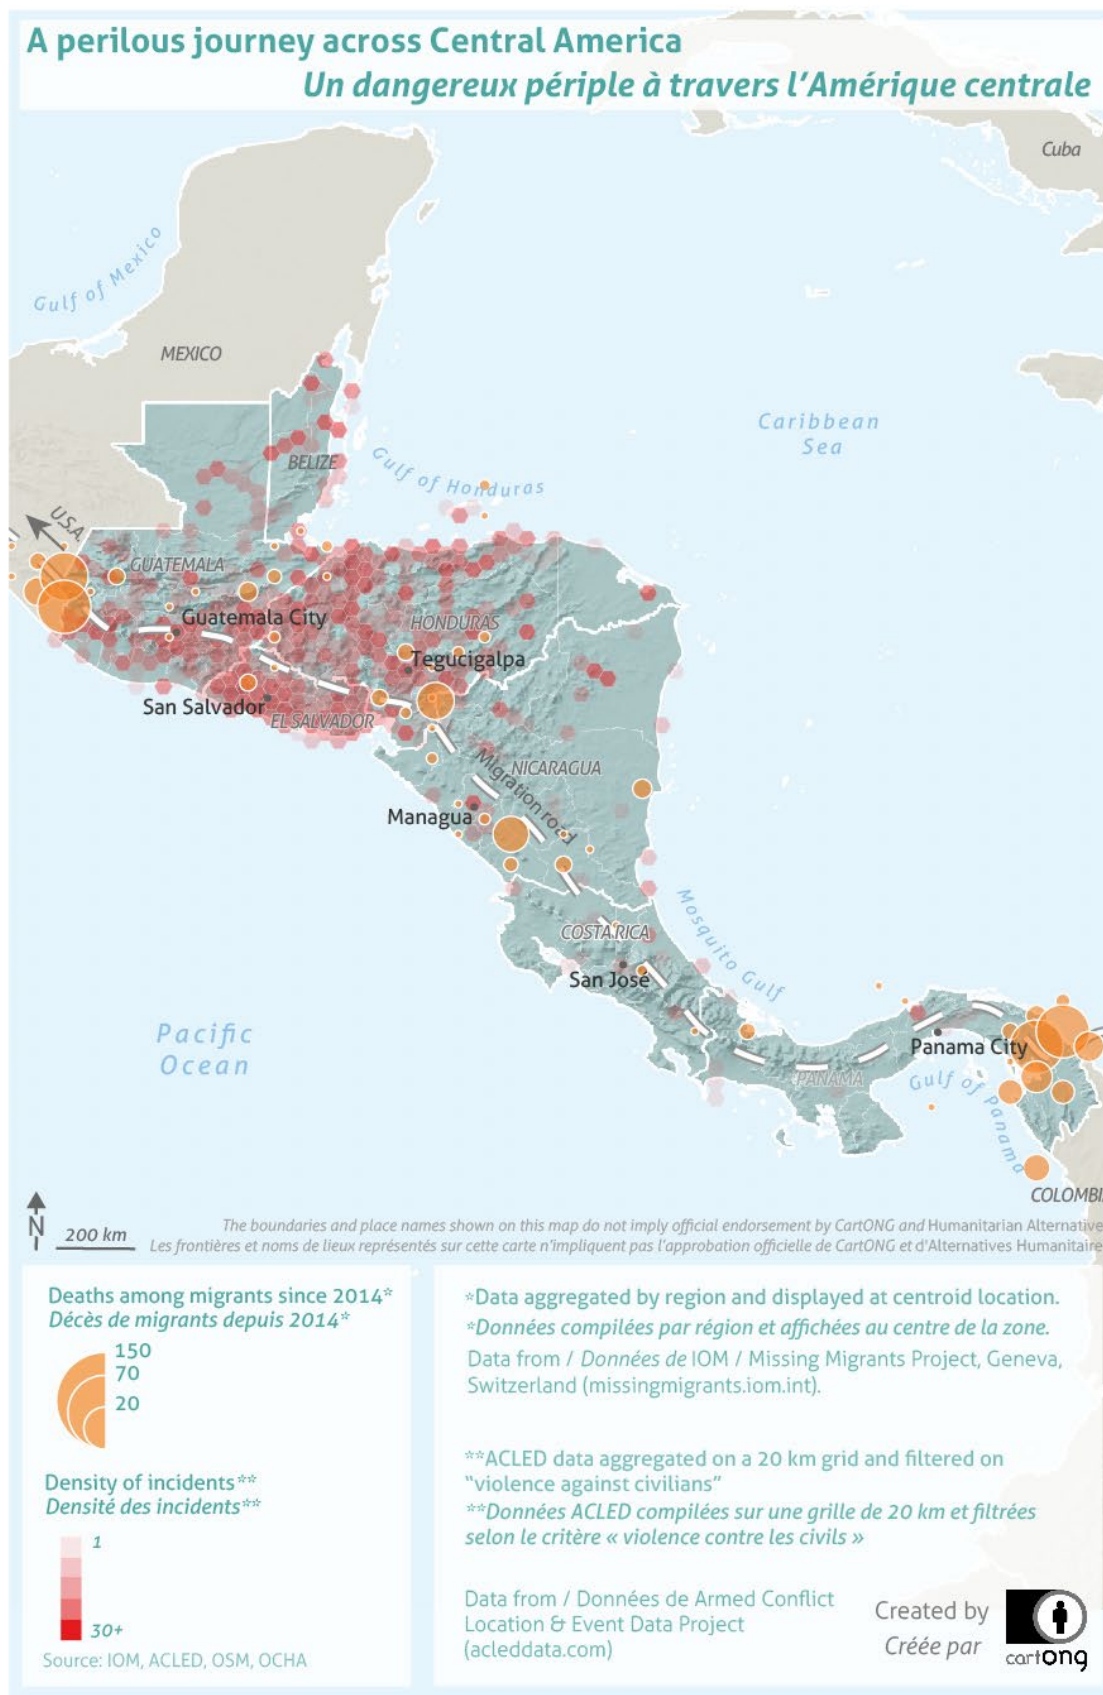 A perilous journey across Central America
Un dangereux périple à travers l'Amérique centrale
Cuba
Gulf of Mexico
MEXICO
Caribbean
Sea
BELIZE
Gulf of Honduras
U.S.A.
GUATEMALA
Guatemala City
HONDURAS
Tegucigalpa
San Salvador
EL SALVADOR
Migration road
NICARAGUA
Managua
Mosquito Gulf
COSTA RICA
San José
Pacific
Ocean
Panama City
PANAMA
Gulf of Panama
COLOMBI
N
200 km
The boundaries and place names shown on this map do not imply official endorsement by CartONG and Humanitarian Alternative
Les frontières et noms de lieux représentés sur cette carte n'impliquent pas l'approbation officielle de CartONG et d'Alternatives Humanitaire
Deaths among migrants since 2014*
Décès de migrants depuis 2014*
150
70
20
Density of incidents**
Densité des incidents**
1
30+
Source: IOM, ACLED, OSM, OCHA
*Data aggregated by region and displayed at centroid location.
*Données compilées par région et affichées au centre de la zone.
Data from / Données de IOM / Missing Migrants Project, Geneva,
Switzerland (missingmigrants.iom.int).
**ACLED data aggregated on a 20 km grid and filtered on
"violence against civilians"
**Données ACLED compilées sur une grille de 20 km et filtrées
selon le critère « violence contre les civils »
Data from / Données de Armed Conflict
Location & Event Data Project
(acleddata.com)
Created by
Créée par
cartONG